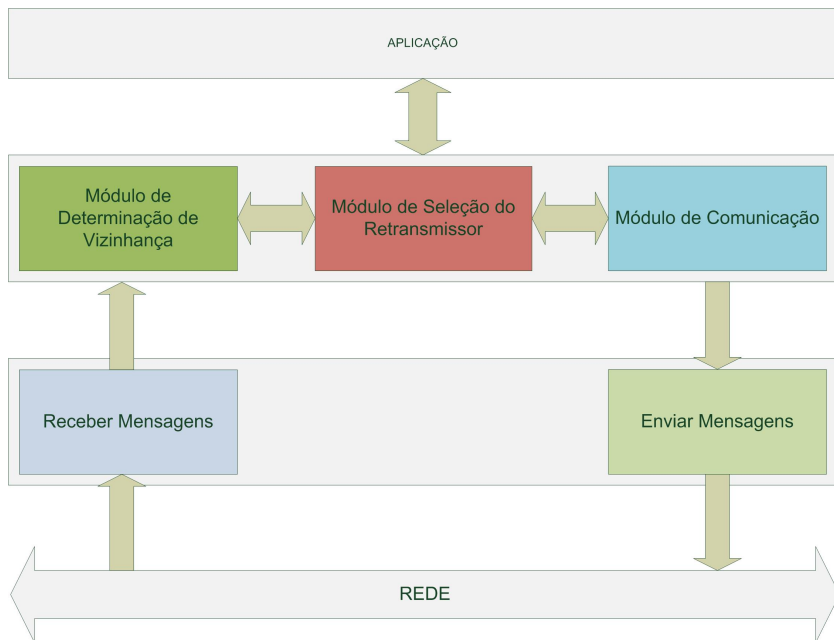 APLICAÇÃO
Módulo de
Determinação de
Vizinhança
Módulo de Seleção do
Retransmissor
Módulo de Comunicação
Receber Mensagens
Enviar Mensagens
REDE